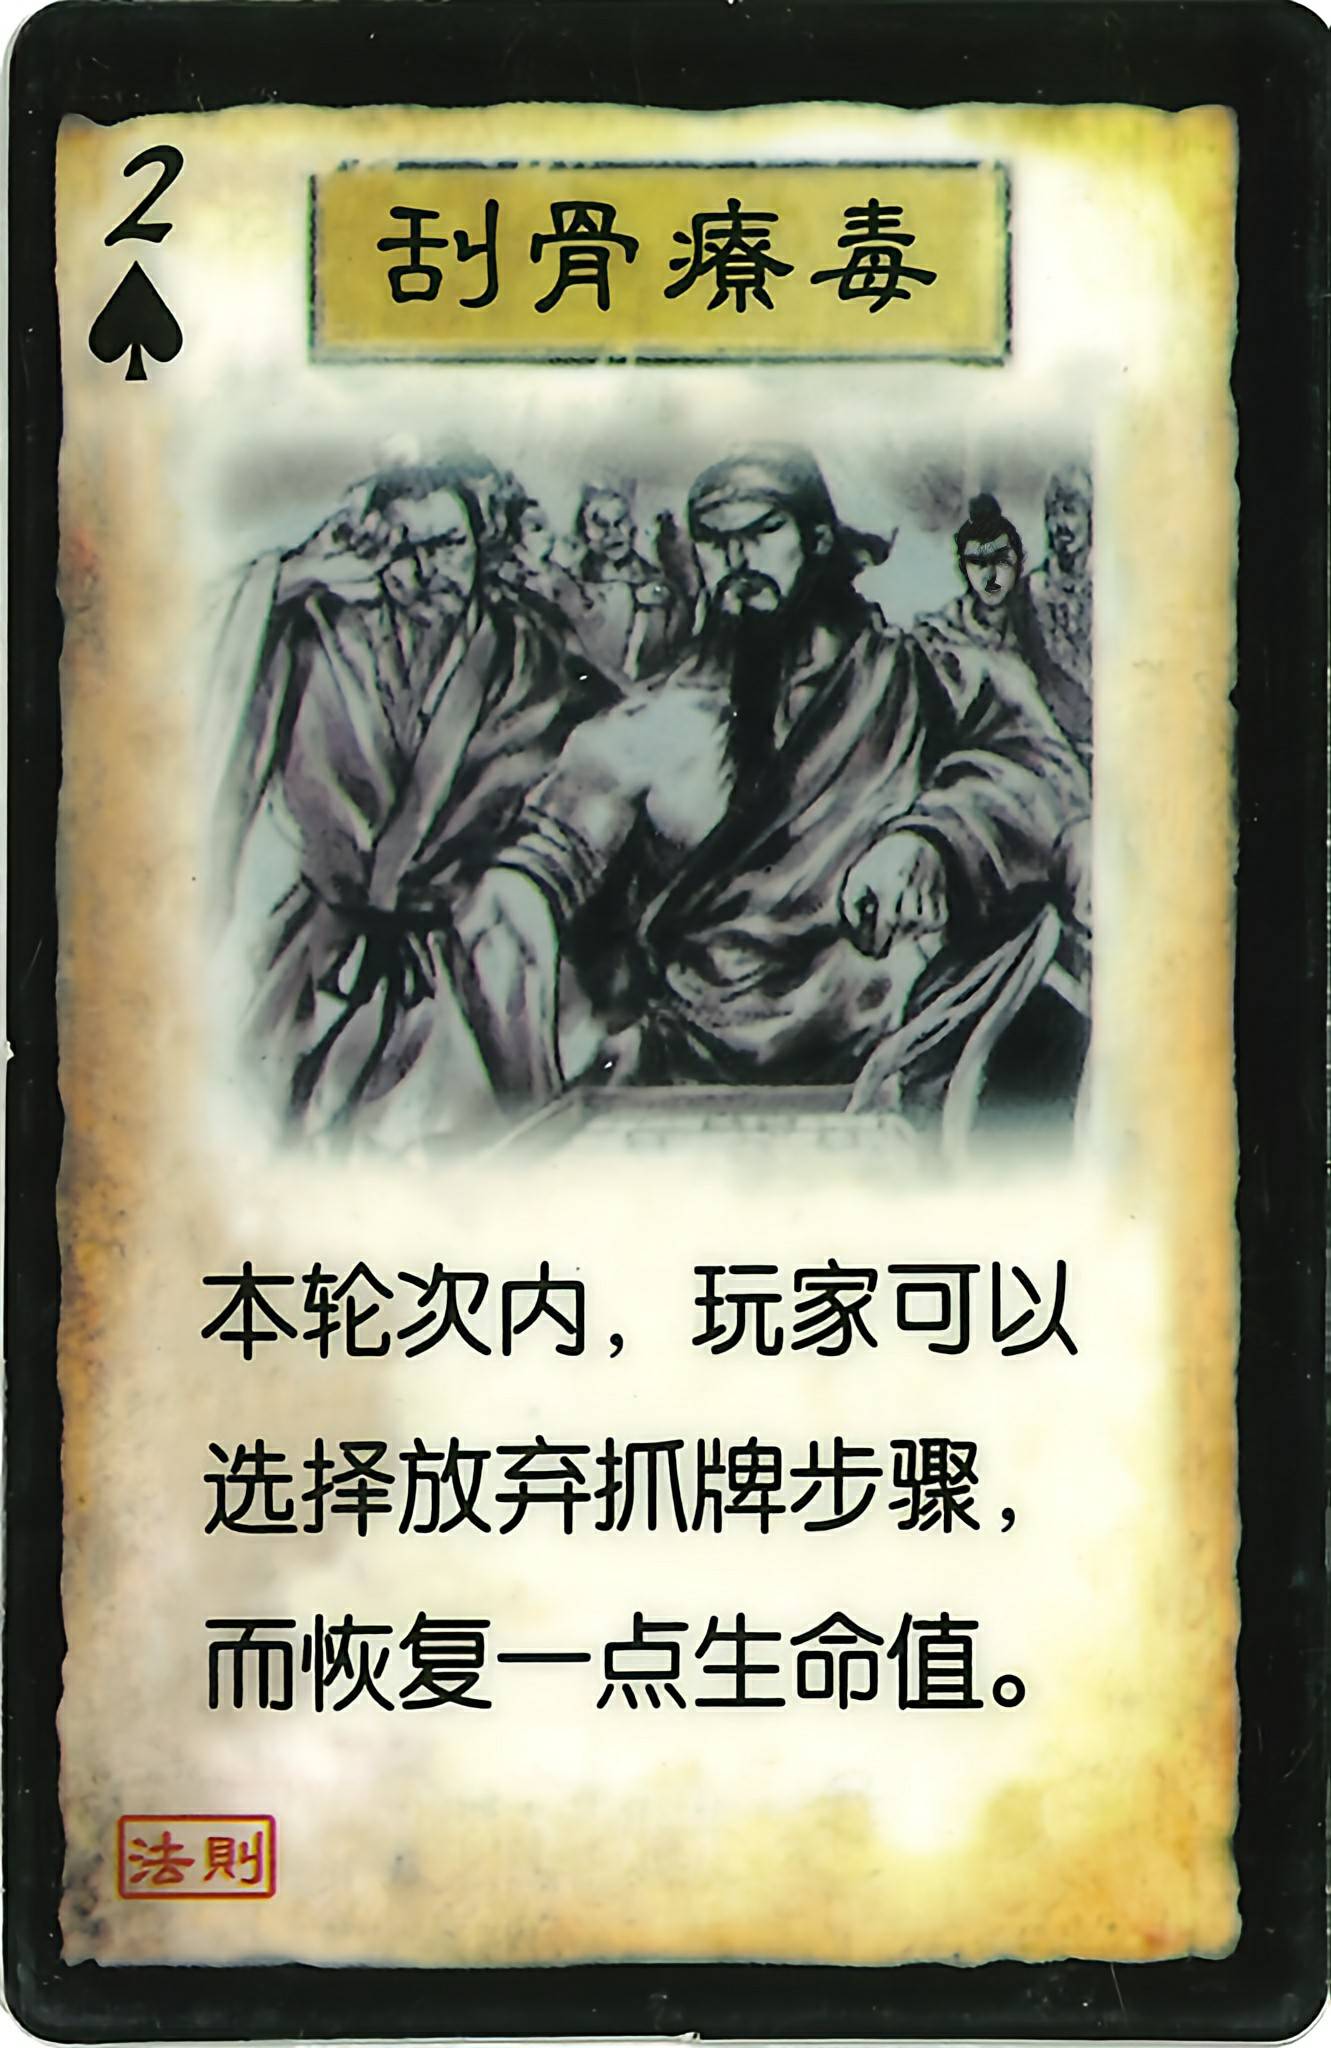 2
刮骨療毒
本轮次内，玩家可以
选择放弃抓牌步骤，
而恢复一点生命值。
法則